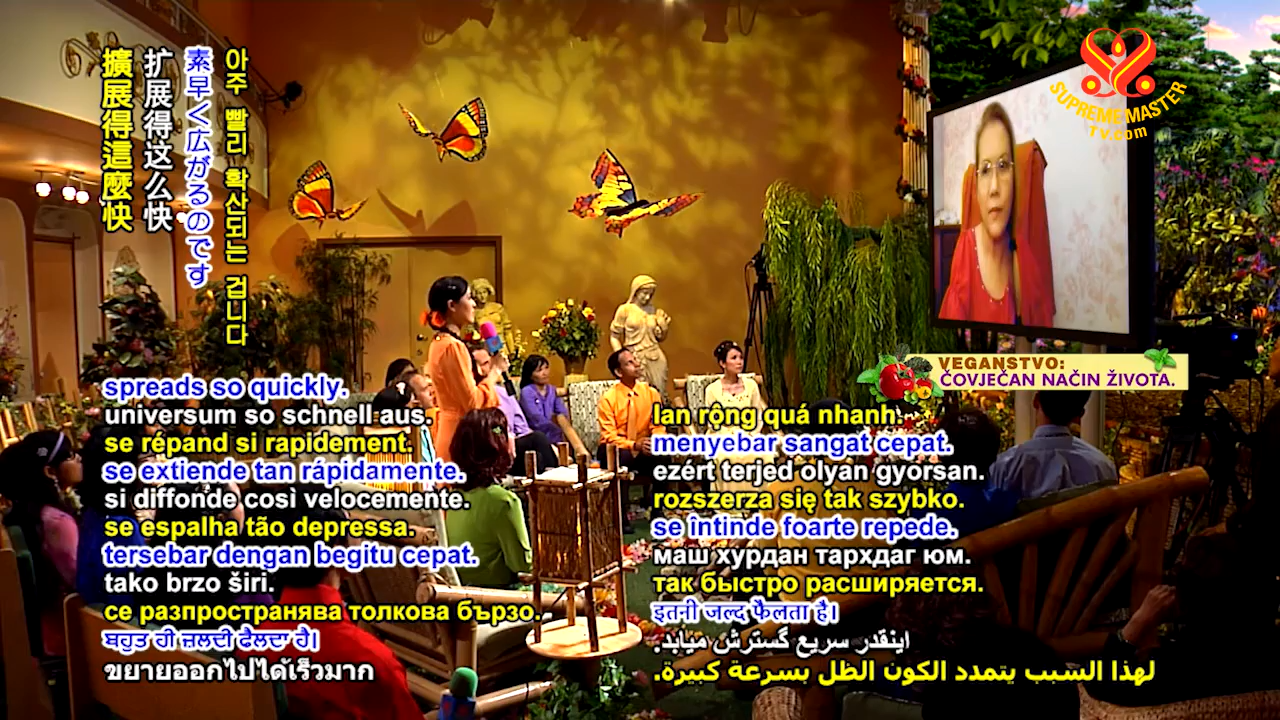 SUPREME MASTER
TV.com
아주 빨리 확산되는 겁니다
素早く広がるのです
扩展得这么快
擴展得這麼快
VEGANSTVO:
ČOVJEČAN NAČIN ŽIVOTA.
spreads so quickly.
universum so schnell aus.
se répand si rapidement.
se extiende tan rápidamente.
si diffonde così velocemente.
se espalha tão depressa.
tersebar dengan begitu cepat.
tako brzo širi.
се разпространява толкова бързо.
ਬਹੁਤ ਹੀ ਜ਼ਲਦੀ ਫੈਲਦਾ ਹੈ।
ขยายออกไปได้เร็วมาก
lan rộng quá nhanh.
menyebar sangat cepat.
ezért terjed olyan gyorsan.
rozszerza się tak szybko.
se întinde foarte repede.
маш хурдан тархдаг юм.
так быстро расширяется.
इतनी जल्द फैलता है।
اینقدر سریع گسترش میابد.
لهذا السبب يتمدد الكون الظل بسرعة كبيرة.